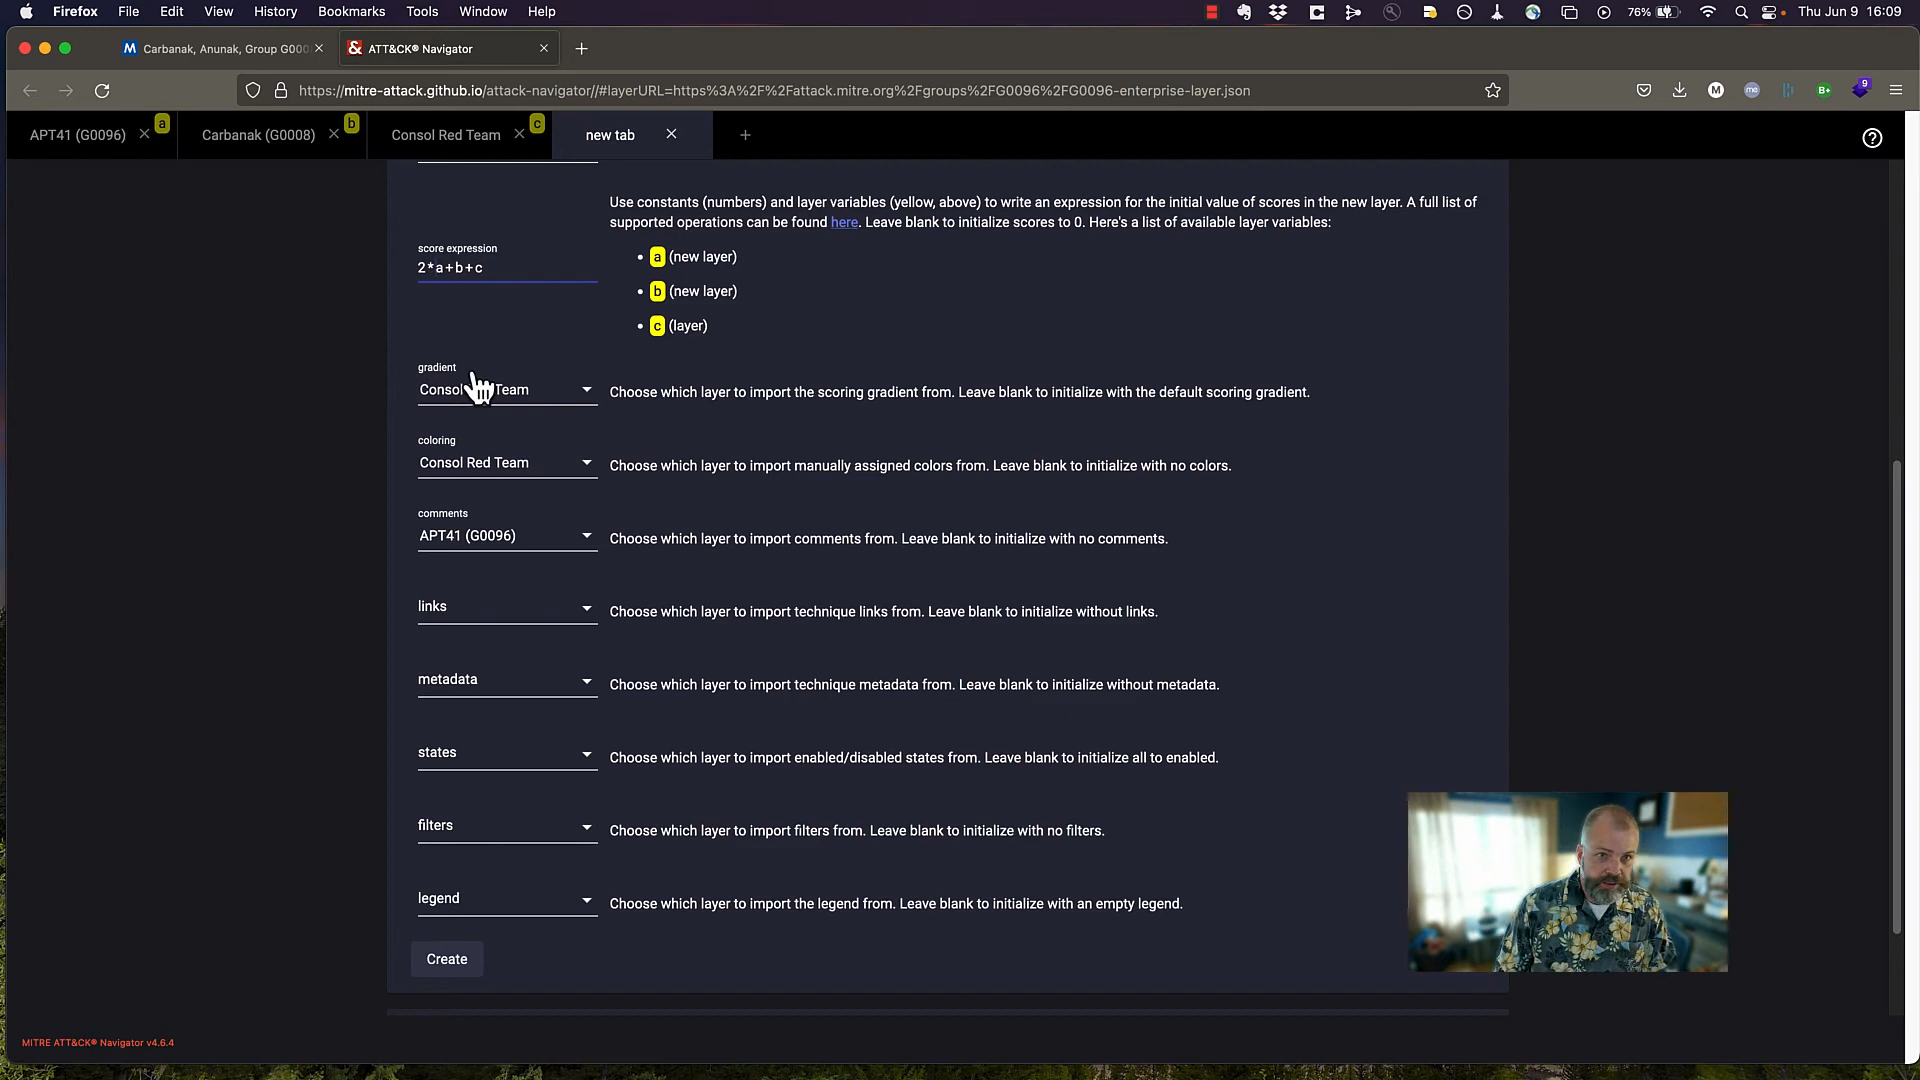 Firefox File Edit View History Bookmarks Tools Window Help 76% Thu Jun 9 16:09
Carbanak, Anunak, Group G000 ATT&CK® Navigator
https://mitre-attack.github.io/attack-navigator//#layerURL=https%3A%2F%2Fattack.mitre.org%2Fgroups%2FG0096%2FG0096-enterprise-layer.json M me B+ 9
APT41 (G0096) a Carbanak (G0008) b Consol Red Team c new tab
Use constants (numbers) and layer variables (yellow, above) to write an expression for the initial value of scores in the new layer. A full list of
supported operations can be found here. Leave blank to initialize scores to 0. Here's a list of available layer variables:
score expression
2*a+b+c
a (new layer)
b (new layer)
c (layer)
gradient
Consol Team
Choose which layer to import the scoring gradient from. Leave blank to initialize with the default scoring gradient.
coloring
Consol Red Team
Choose which layer to import manually assigned colors from. Leave blank to initialize with no colors.
comments
APT41 (G0096)
Choose which layer to import comments from. Leave blank to initialize with no comments.
links
Choose which layer to import technique links from. Leave blank to initialize without links.
metadata
Choose which layer to import technique metadata from. Leave blank to initialize without metadata.
states
Choose which layer to import enabled/disabled states from. Leave blank to initialize all to enabled.
filters
Choose which layer to import filters from. Leave blank to initialize with no filters.
legend
Choose which layer to import the legend from. Leave blank to initialize with an empty legend.
Create
MITRE ATT&CK® Navigator v4.6.4